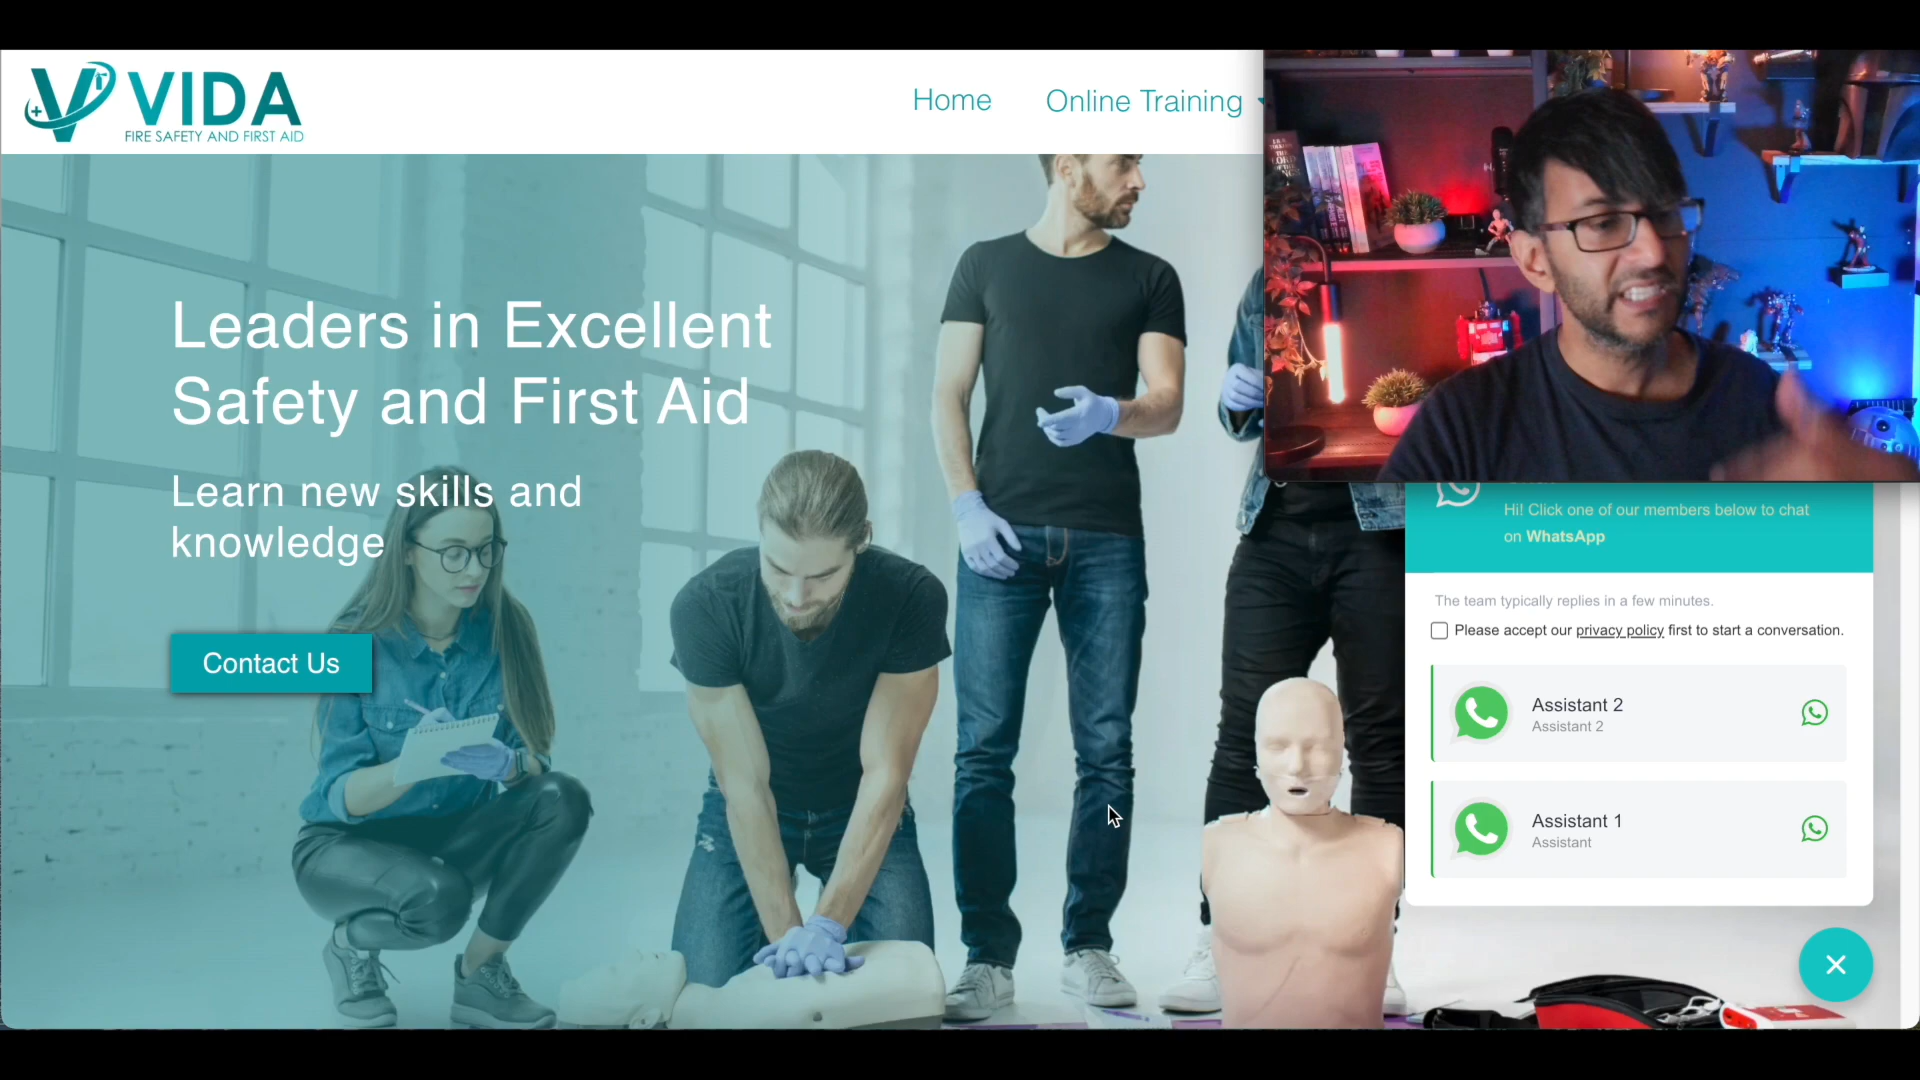 VIDA
FIRE SAFETY AND FIRST AID
Home
Online Training
Leaders in Excellent
Safety and First Aid
Learn new skills and
knowledge
Contact Us
Hi! Click one of our members below to chat
on WhatsApp
The team typically replies in a few minutes.
Please accept our privacy policy first to start a conversation.
Assistant 2
Assistant 2
Assistant 1
Assistant